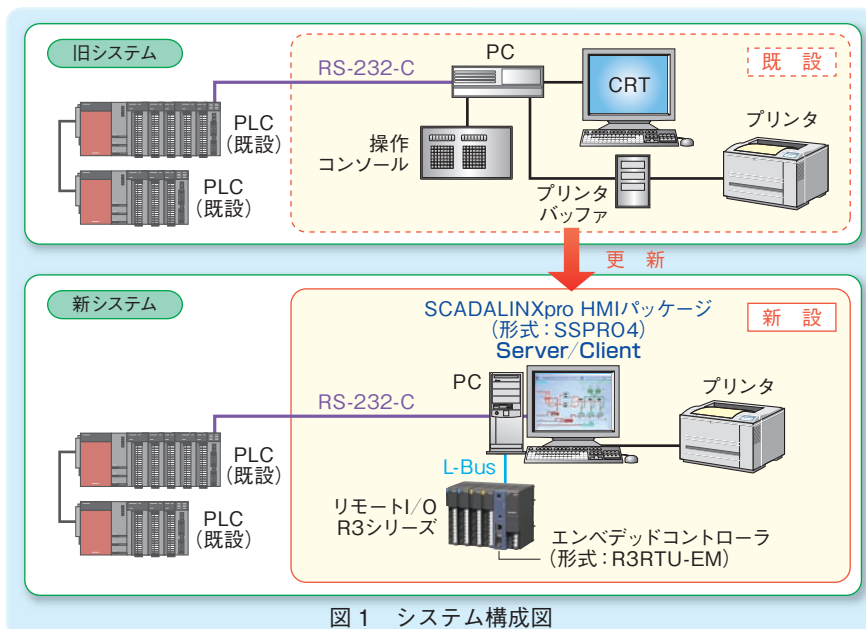 旧システム
RS-232-C
PC
既 設
CRT
PLC
(既設)
PLC
(既設)
操作
コンソール
プリンタ
バッファ
プリンタ
更 新
新システム
SCADALINXpro HMIパッケージ
(形式:SSPRO4)
Server/Client
新 設
RS-232-C
PC
プリンタ
PLC
(既設)
PLC
(既設)
L-Bus
リモートI/O
R3シリーズ
エンベデッドコントローラ
(形式:R3RTU-EM)
図1 システム構成図